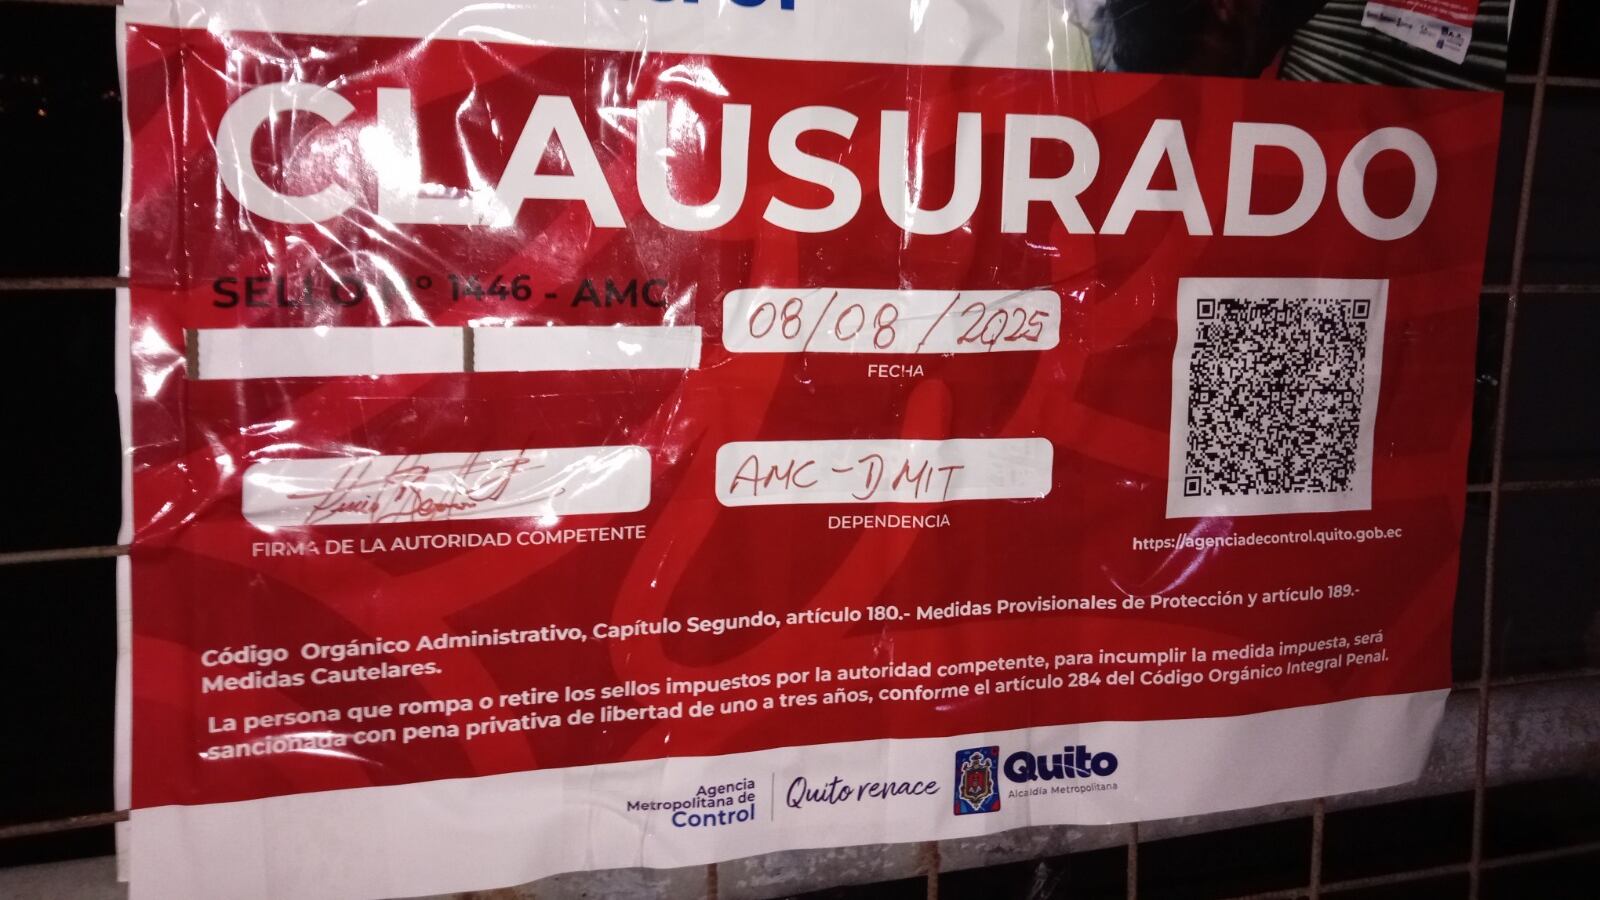 CLAUSURADO
SELLO N° 1446 - AMC
08/08/2025
FECHA
AMC-DMIT
FIRMA DE LA AUTORIDAD COMPETENTE
DEPENDENCIA
https://agenciadecontrol.quito.gob.ec
Código Orgánico Administrativo, Capítulo Segundo, artículo 180.- Medidas Provisionales de Protección y artículo 189.-
Medidas Cautelares.
La persona que rompa o retire los sellos impuestos por la autoridad competente, para incumplir la medida impuesta, será
sancionada con pena privativa de libertad de uno a tres años, conforme el artículo 284 del Código Orgánico Integral Penal.
Agencia
Metropolitana de
Control
Quito renace
Quito
Alcaldía Metropolitana